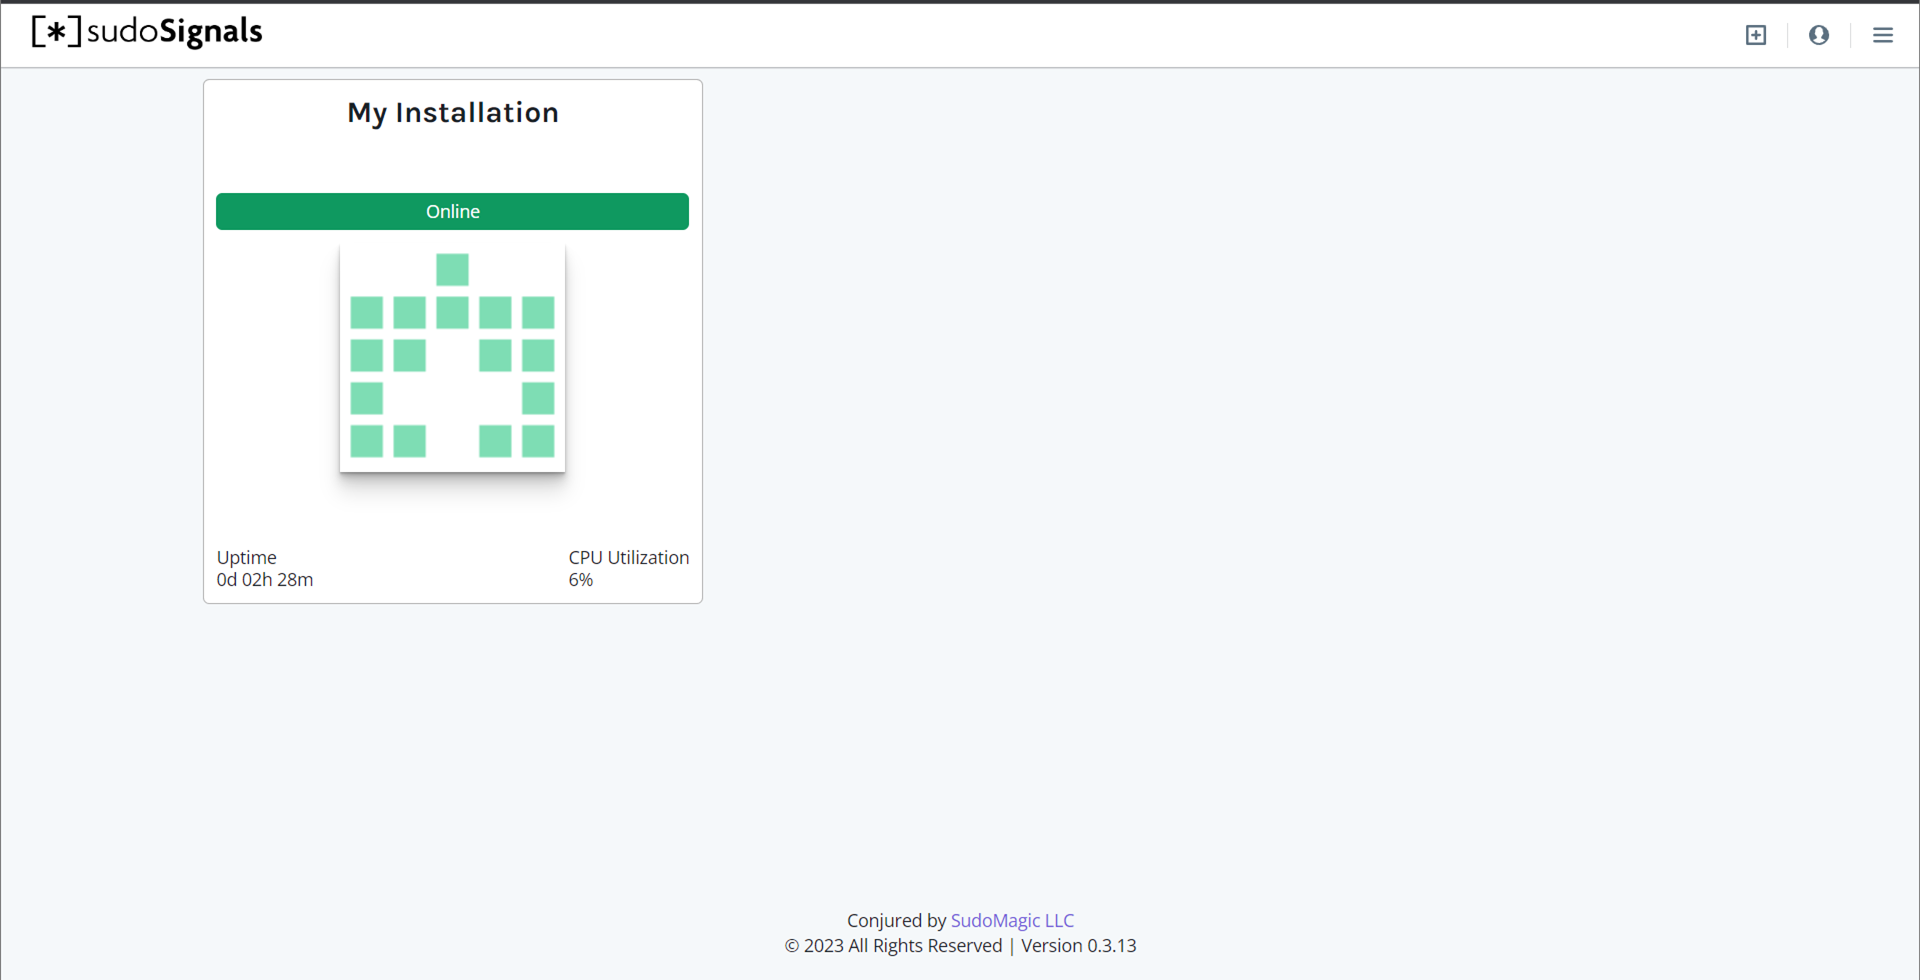 [*] sudoSignals
My Installation
Online
Uptime
0d 02h 28m
CPU Utilization
6%
Conjured by SudoMagic LLC
© 2023 All Rights Reserved | Version 0.3.13